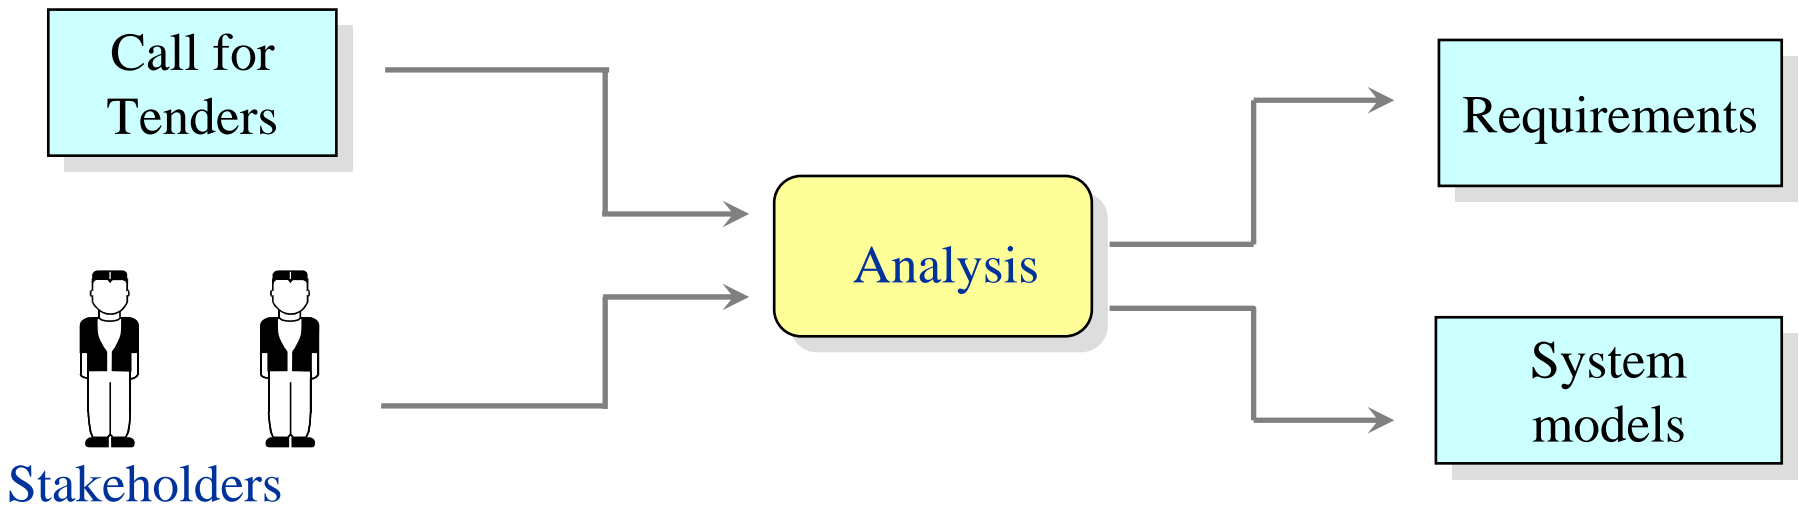 Call for
Tenders
Stakeholders
Analysis
Requirements
System
models